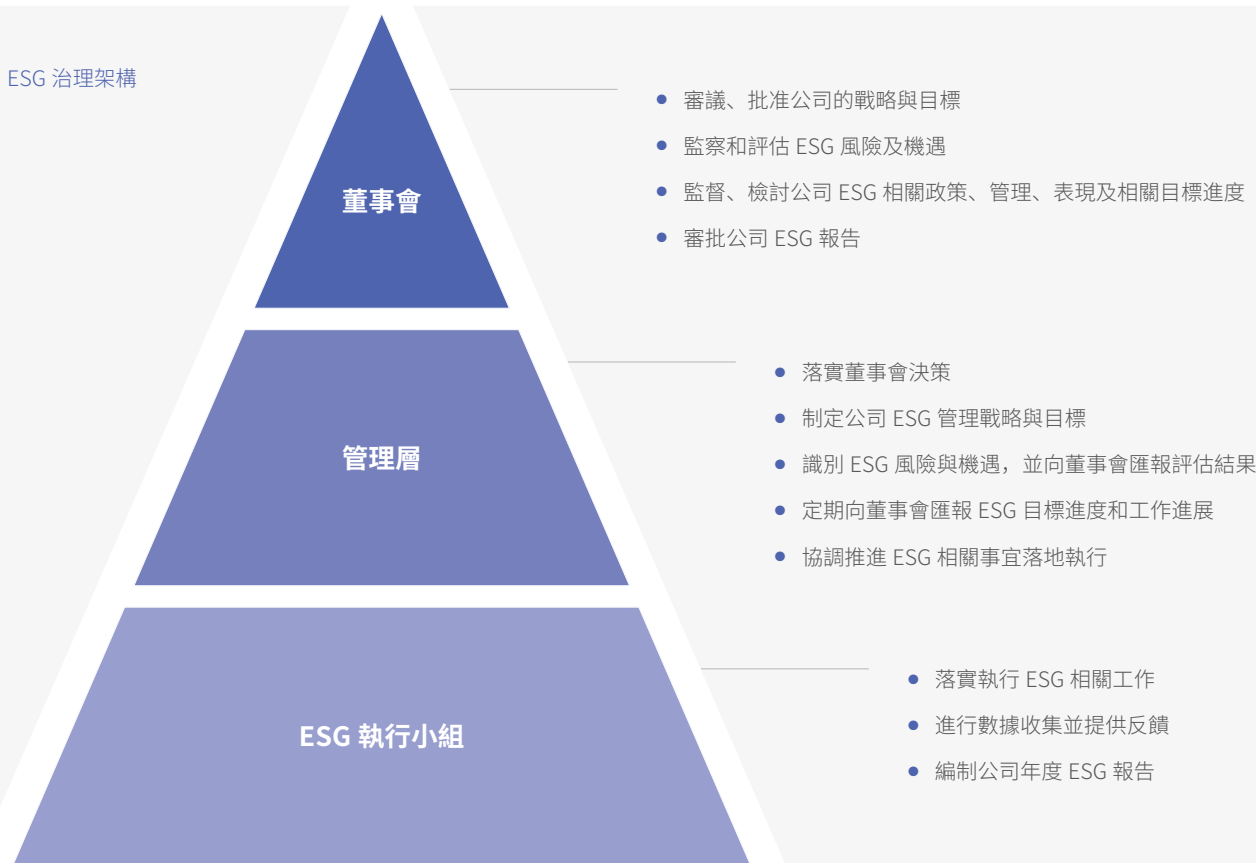 ESG 治理架構
董事會
● 審議、批准公司的戰略與目標
● 監察和評估 ESG 風險及機遇
● 監督、檢討公司 ESG 相關政策、管理、表現及相關目標進度
● 審批公司 ESG 報告
管理層
● 落實董事會決策
● 制定公司 ESG 管理戰略與目標
● 識別 ESG 風險與機遇，並向董事會匯報評估結果
● 定期向董事會匯報 ESG 目標進度和工作進展
● 協調推進 ESG 相關事宜落地執行
ESG 執行小組
● 落實執行 ESG 相關工作
● 進行數據收集並提供反饋
● 編制公司年度 ESG 報告